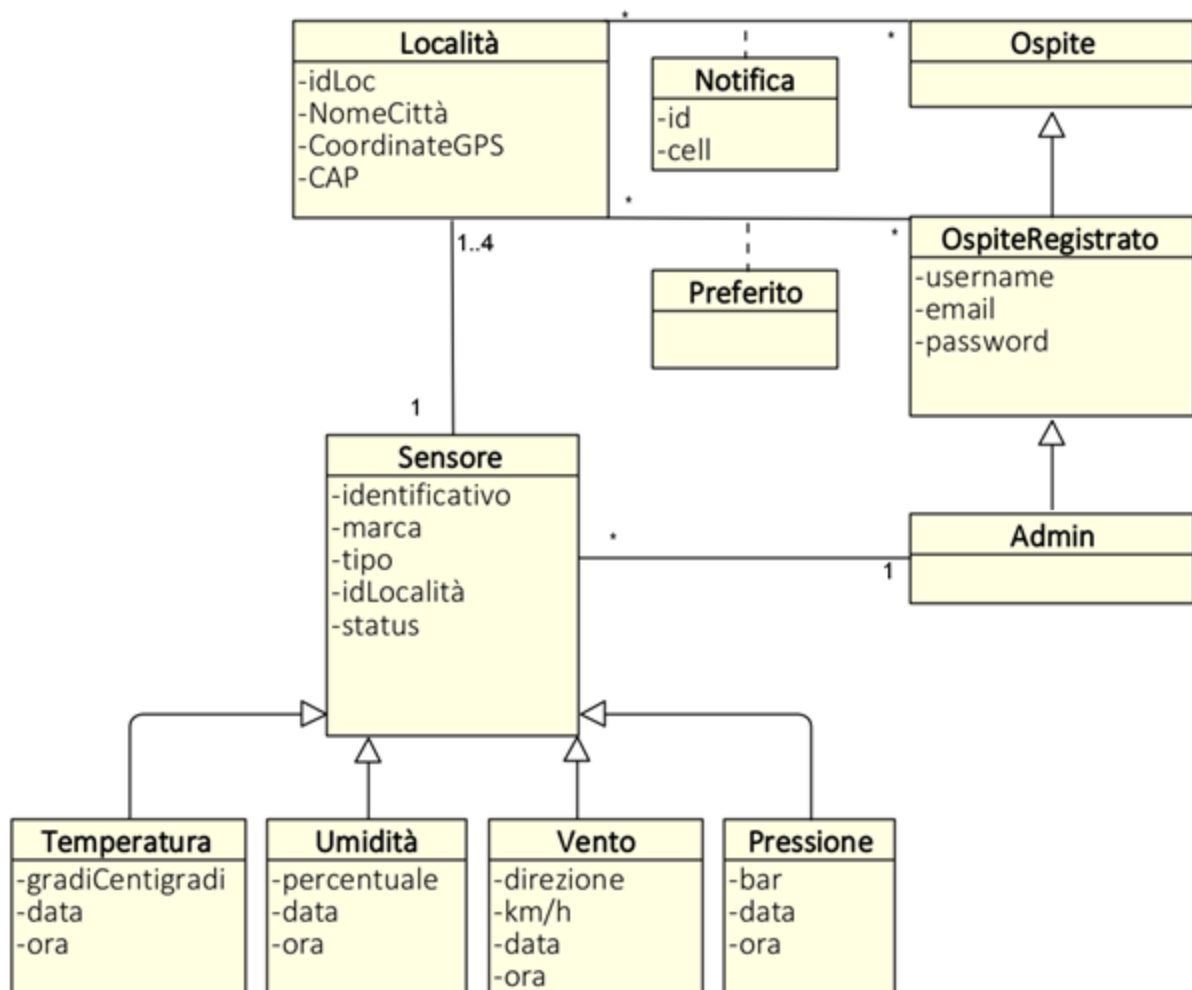 Località
-idLoc
-NomeCittà
-CoordinateGPS
-CAP
*
*
Notifica
-id
-cell
Ospite
*
*
Preferito
OspiteRegistrato
-username
-email
-password
1..4
1
Sensore
-identificativo
-marca
-tipo
-idLocalità
-status
*
1
Admin
Temperatura
-gradiCentigradi
-data
-ora
Umidità
-percentuale
-data
-ora
Vento
-direzione
-km/h
-data
-ora
Pressione
-bar
-data
-ora